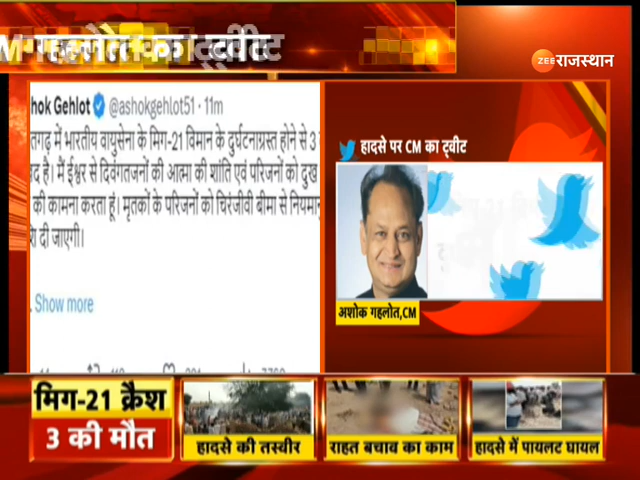 ZEE राजस्थान
hok Gehlot @ashokgehlot51 · 11m
तगढ़ में भारतीय वायुसेना के मिग-21 विमान के दुर्घटनाग्रस्त होने से 3
द है। मैं ईश्वर से दिवंगतजनों की आत्मा की शांति एवं परिजनों को दुख
की कामना करता हूं। मृतकों के परिजनों को चिरंजीवी बीमा से नियमानु
शि दी जाएगी।
Show more
हादसे पर CM का ट्वीट
अशोक गहलोत,CM
मिग-21 क्रैश
3 की मौत
हादसे की तस्वीर
राहत बचाव का काम
हादसे में पायलट घायल